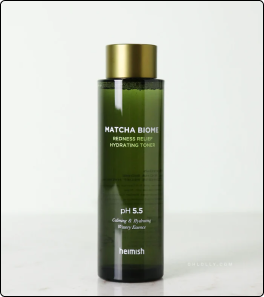 MATCHA BIOME
REDNESS RELIEF
HYDRATING TONER
pH 5.5
Calming & Hydrating
Watery Essence
heimish